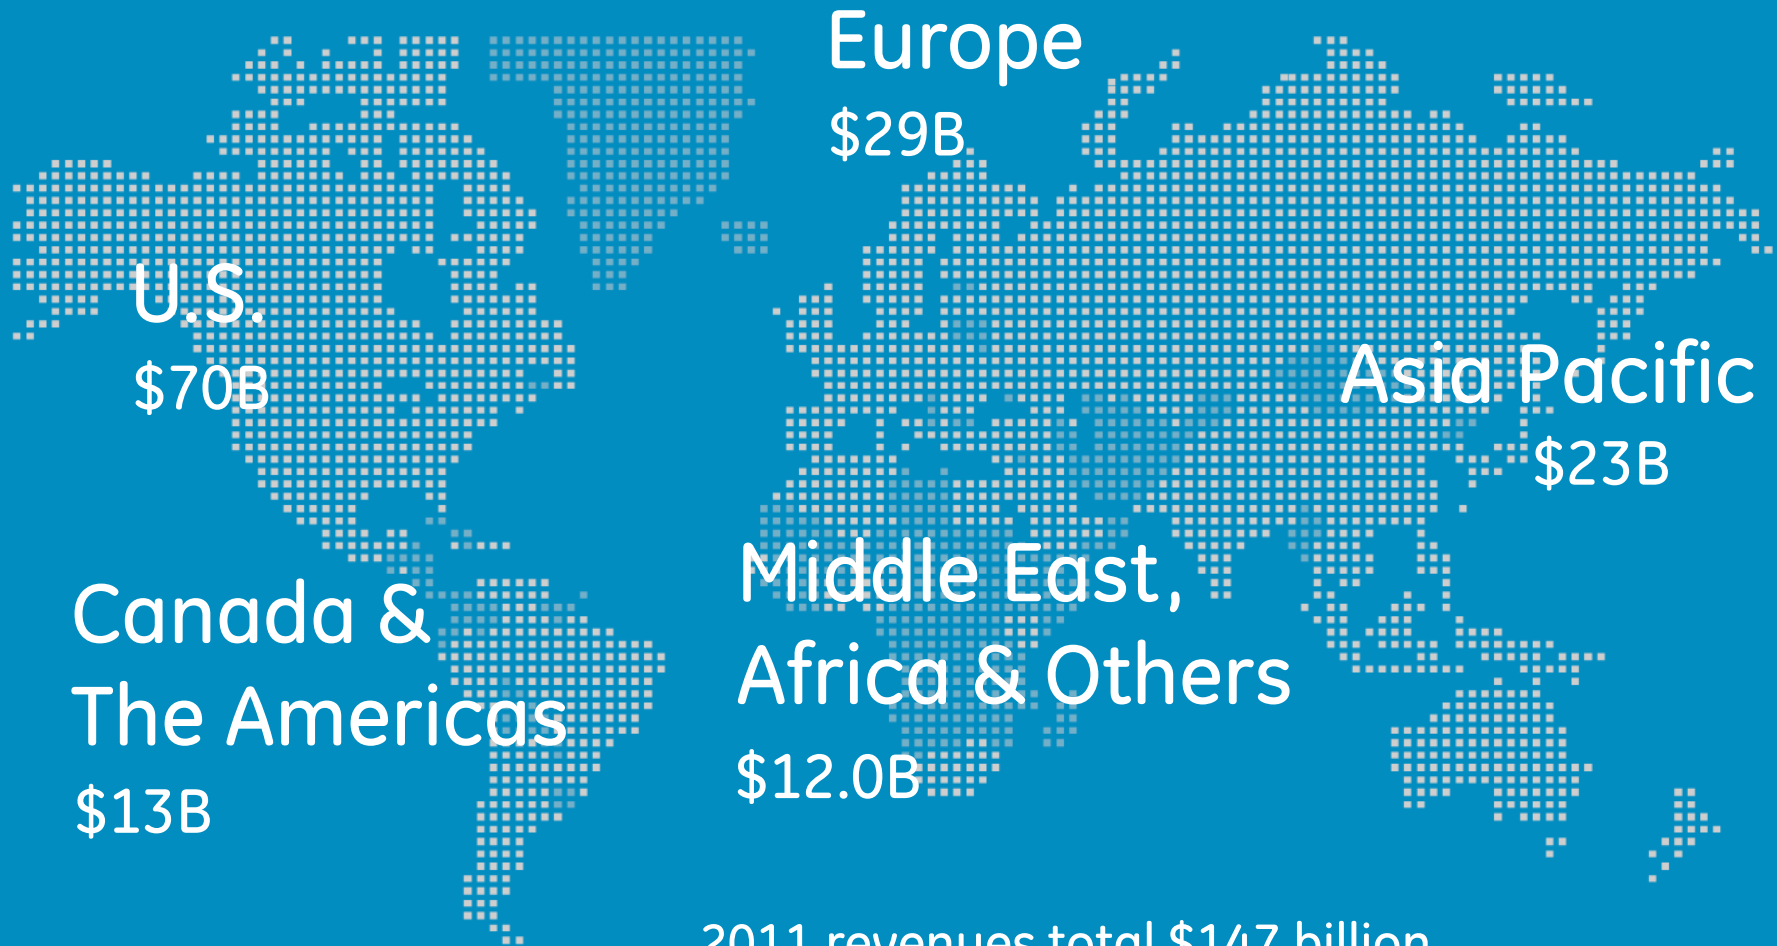 Europe
$29B
U.S.
$70B
Asia Pacific
$23B
Middle East,
Africa & Others
$12.0B
Canada &
The Americas
$13B
2011 revenues total $147 billion